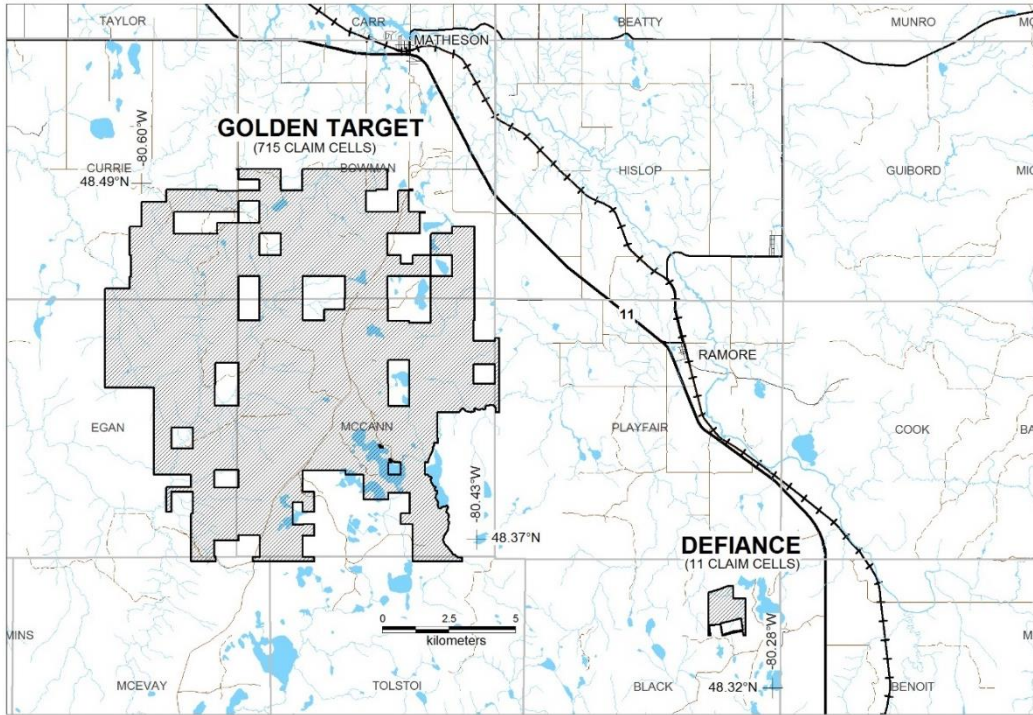 TAYLOR
CARR
BEATTY
MUNRO
MATHESON
GOLDEN TARGET
(715 CLAIM CELLS)
-80.60°W
CURRIE
48.49°N
BOWMAN
HISLOP
GUIBORD
11
RAMORE
EGAN
MCCANN
PLAYFAIR
COOK
BA
-80.43°W
48.37°N
DEFIANCE
(11 CLAIM CELLS)
0 2.5 5
kilometers
-80.28°W
MINS
MCEVAY
TOLSTOI
BLACK
48.32°N
BENOIT